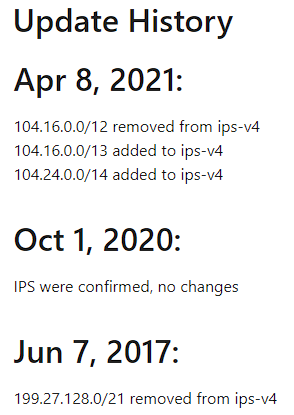 Update History
Apr 8, 2021:
104.16.0.0/12 removed from ips-v4
104.16.0.0/13 added to ips-v4
104.24.0.0/14 added to ips-v4
Oct 1, 2020:
IPS were confirmed, no changes
Jun 7, 2017:
199.27.128.0/21 removed from ips-v4